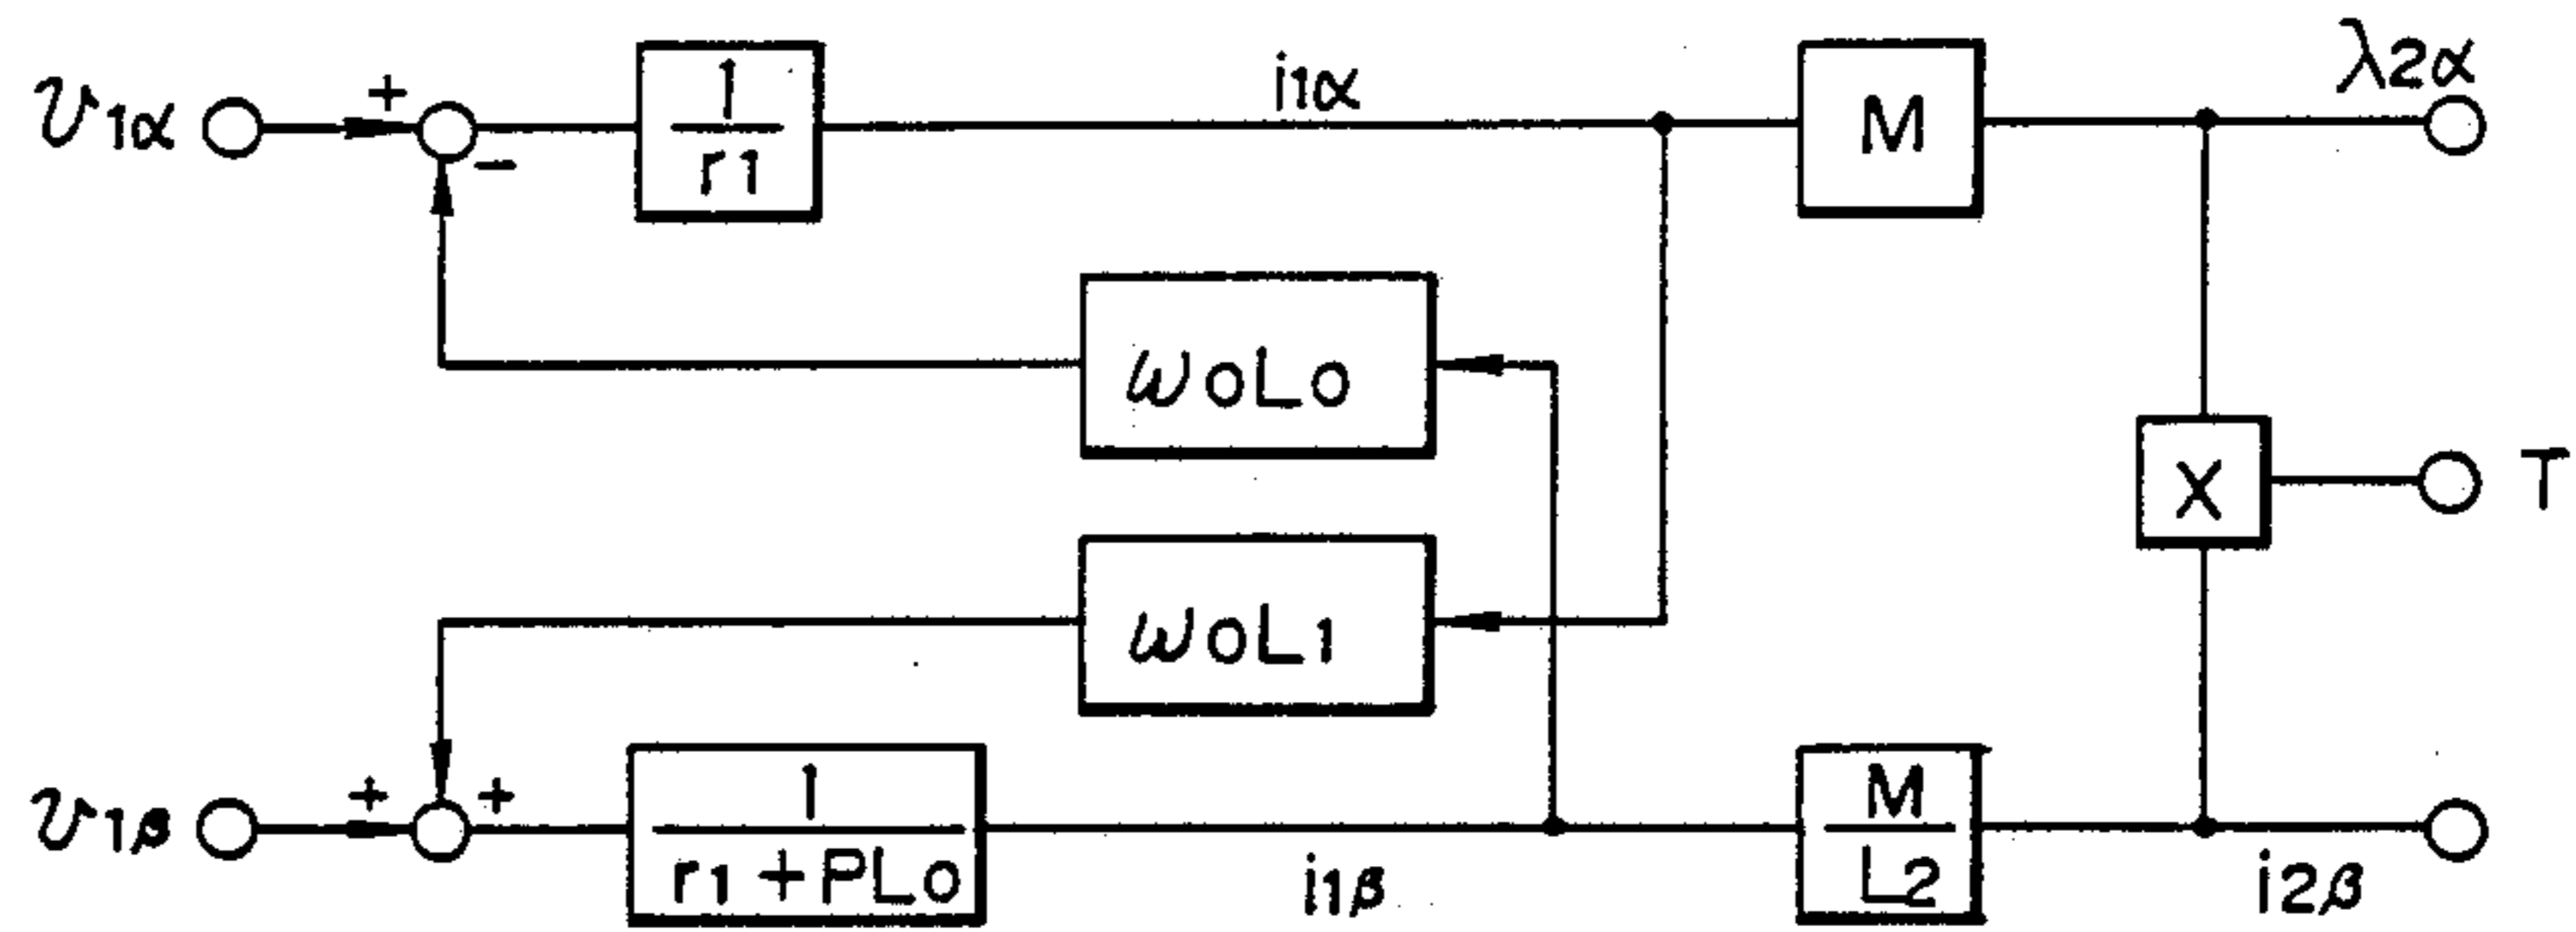 v1α
+
−
1
r1
i1α
M
λ2α
ωoLo
X
T
ωoL1
v1β
+
+
1
r1+PLo
i1β
M
L2
i2β